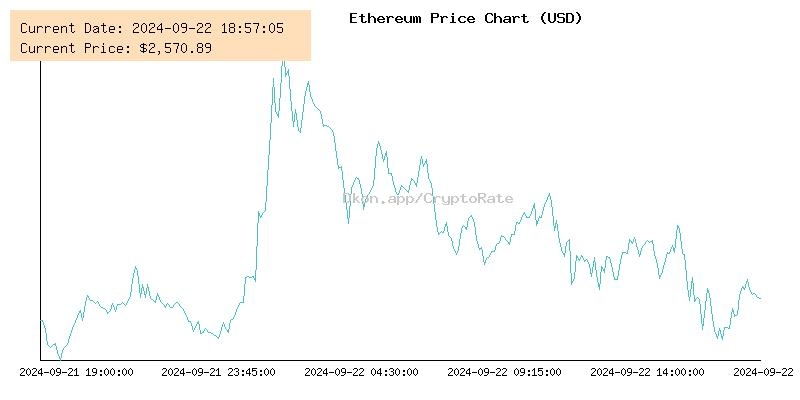 Ethereum Price Chart (USD)
Current Date: 2024-09-22 18:57:05
Current Price: $2,570.89
Dkon.app/CryptoRate
2024-09-21 19:00:00 2024-09-21 23:45:00 2024-09-22 04:30:00 2024-09-22 09:15:00 2024-09-22 14:00:00 2024-09-22